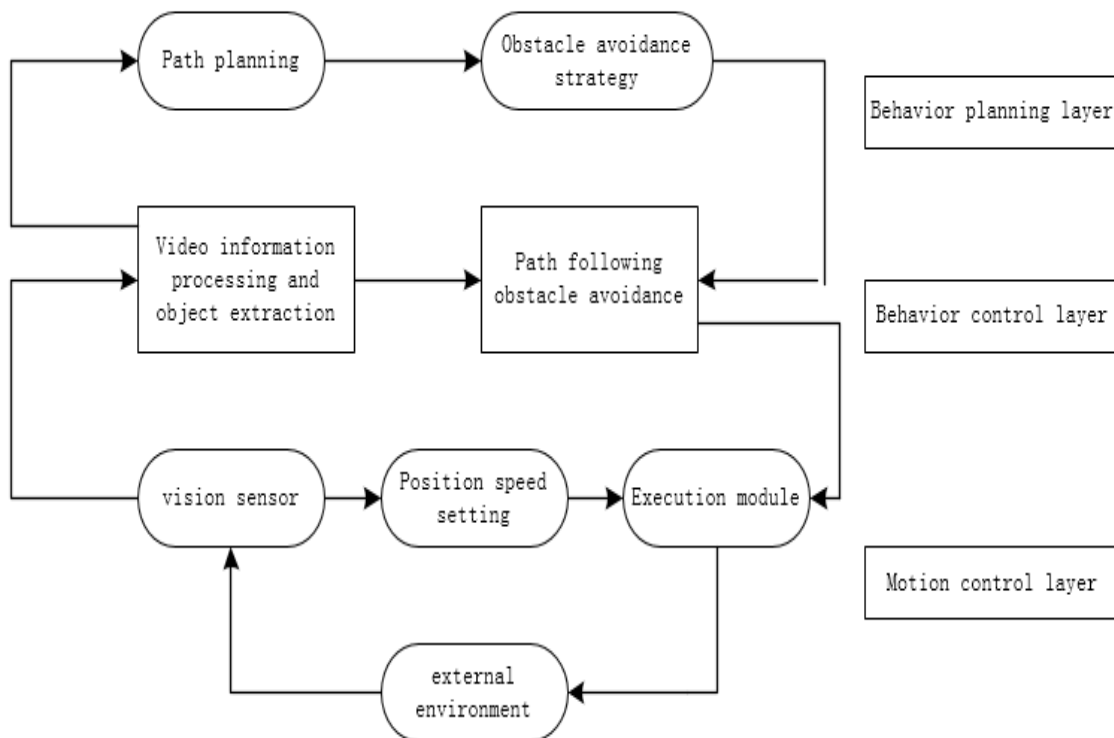 Path planning
Obstacle avoidance
strategy
Behavior planning layer
Video information
processing and
object extraction
Path following
obstacle avoidance
Behavior control layer
vision sensor
Position speed
setting
Execution module
Motion control layer
external
environment